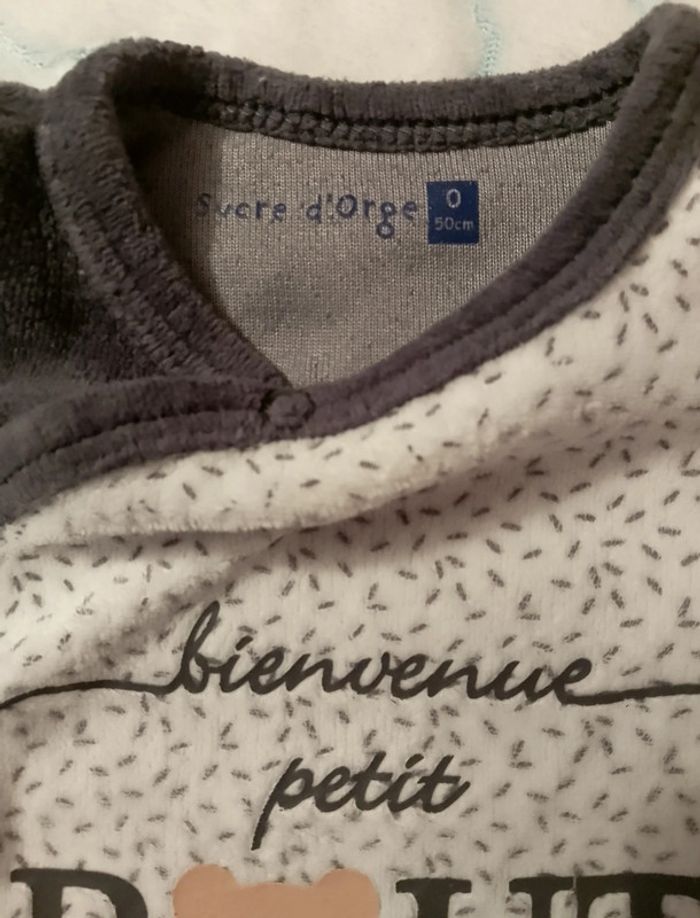 Sucre d'Orge
0
50cm
bienvenue
petit